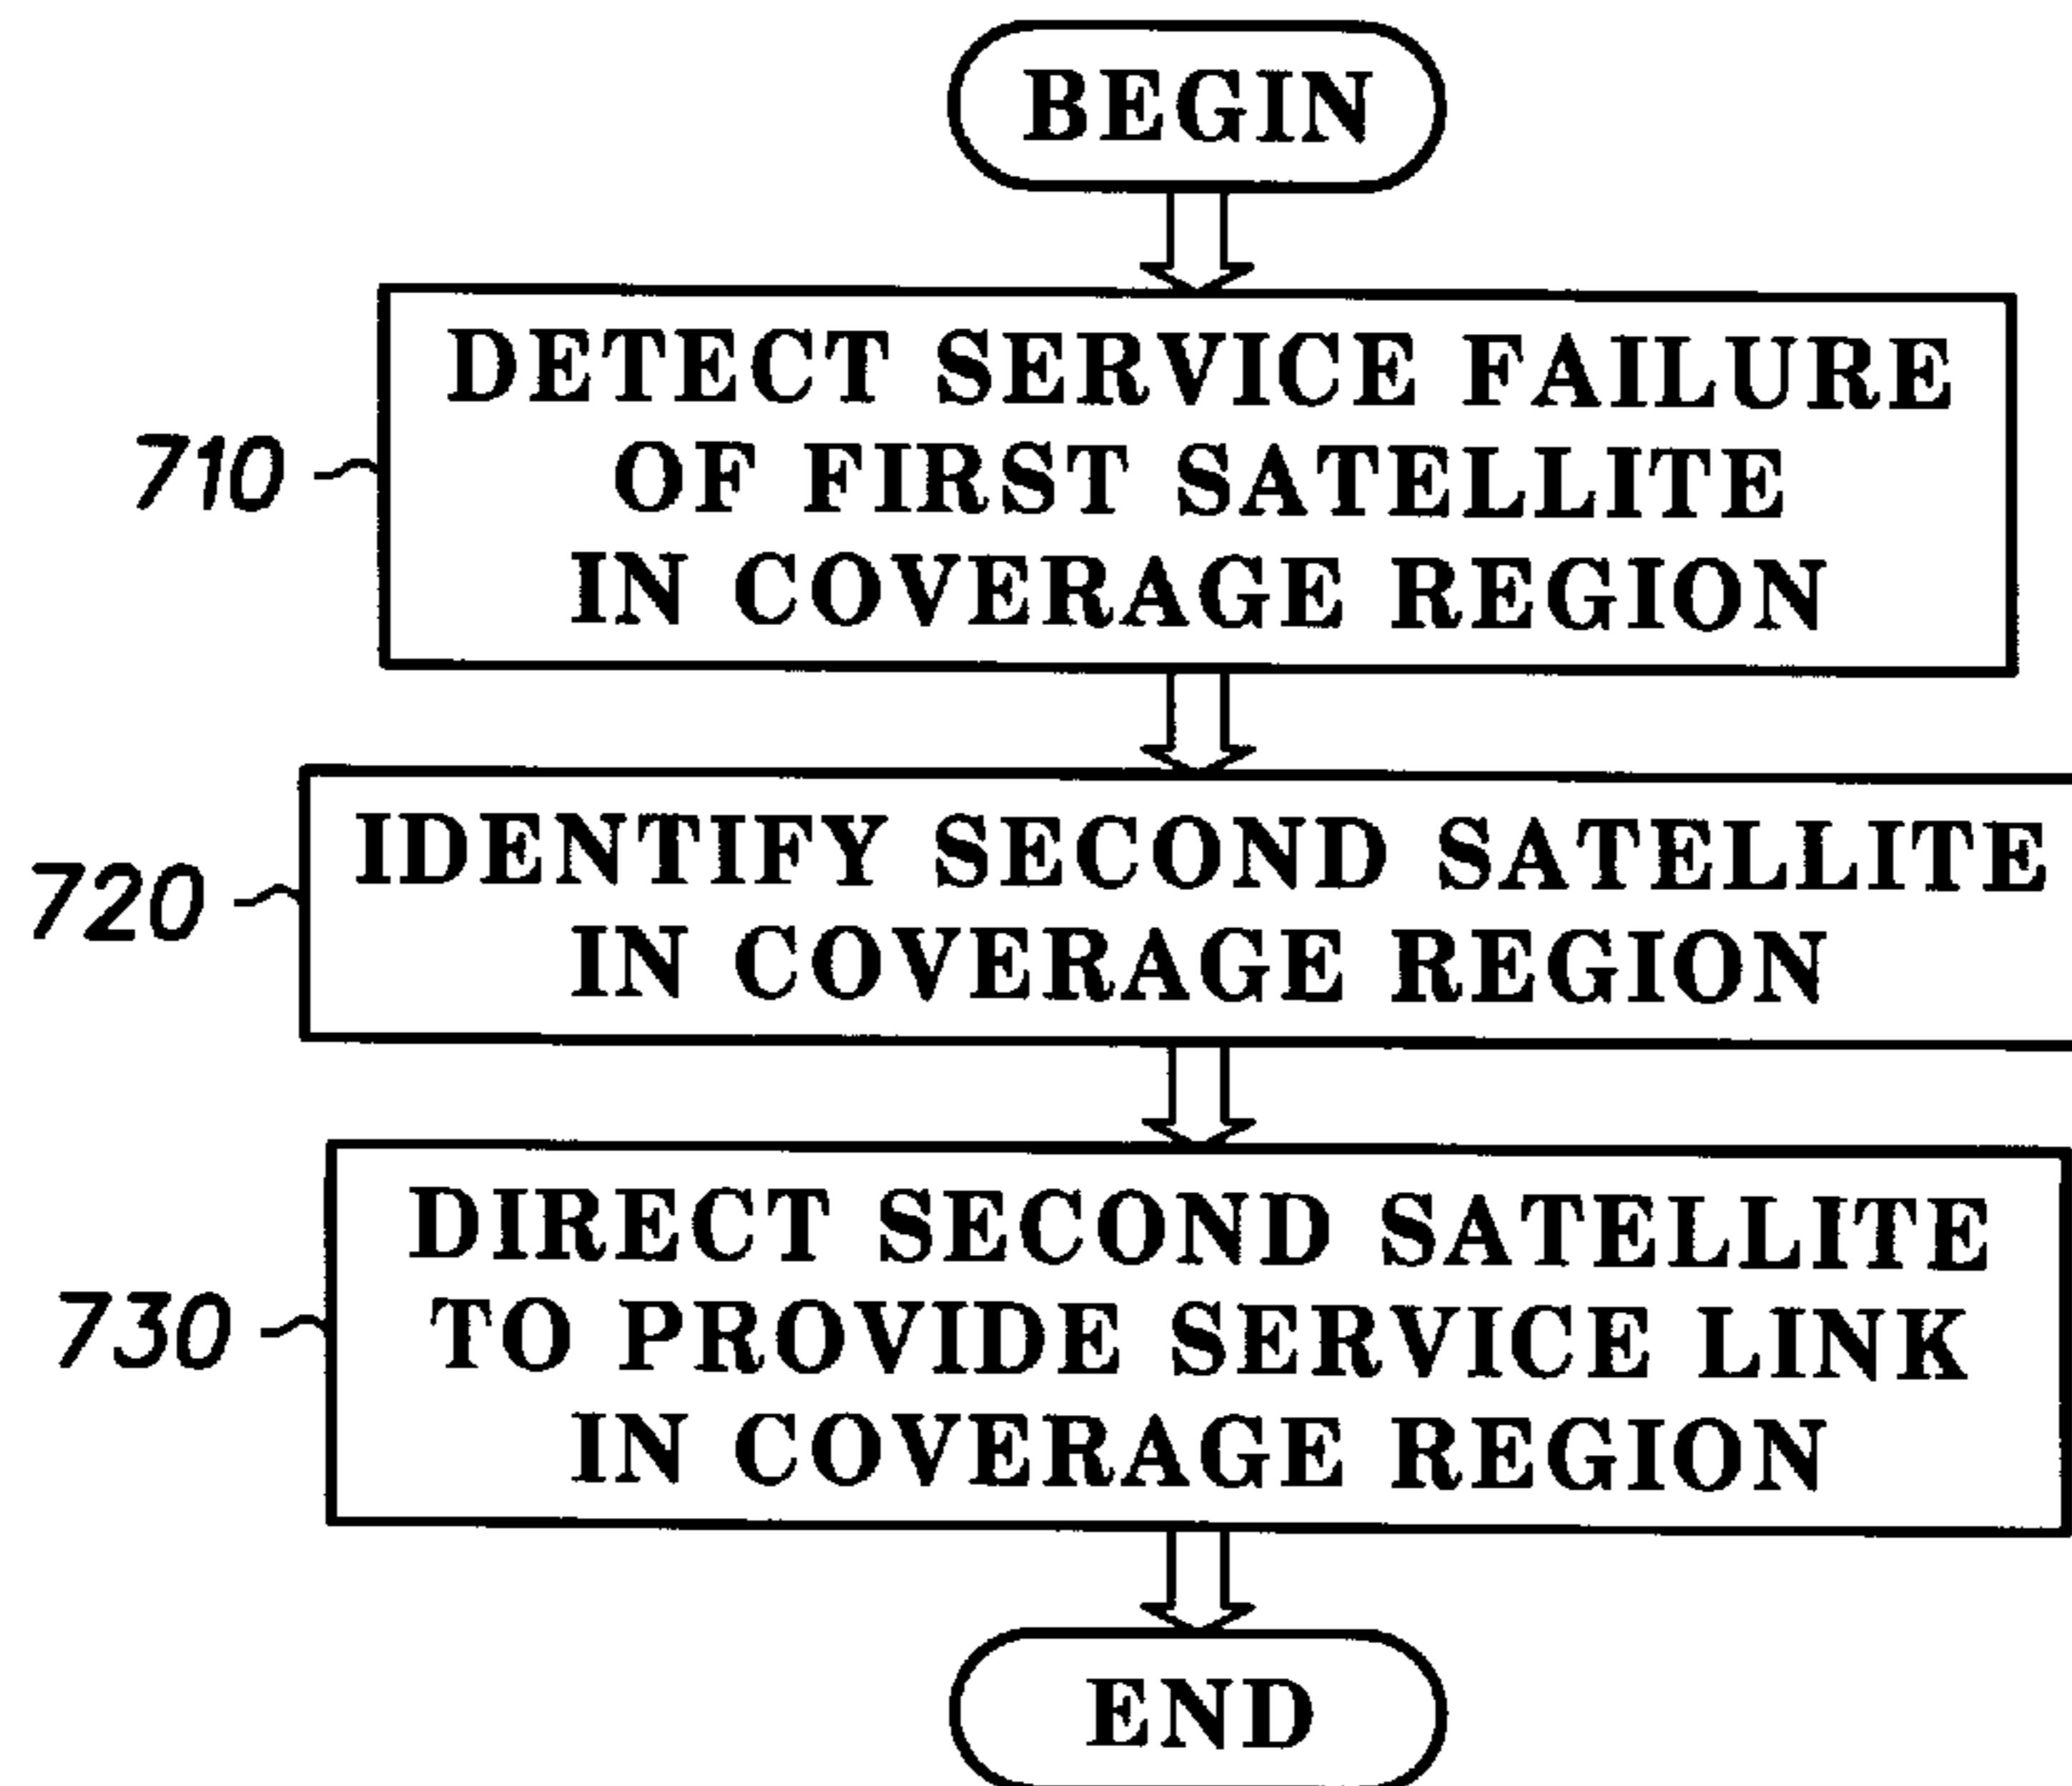 BEGIN
DETECT SERVICE FAILURE
OF FIRST SATELLITE
IN COVERAGE REGION
710
IDENTIFY SECOND SATELLITE
IN COVERAGE REGION
720
DIRECT SECOND SATELLITE
TO PROVIDE SERVICE LINK
IN COVERAGE REGION
730
END